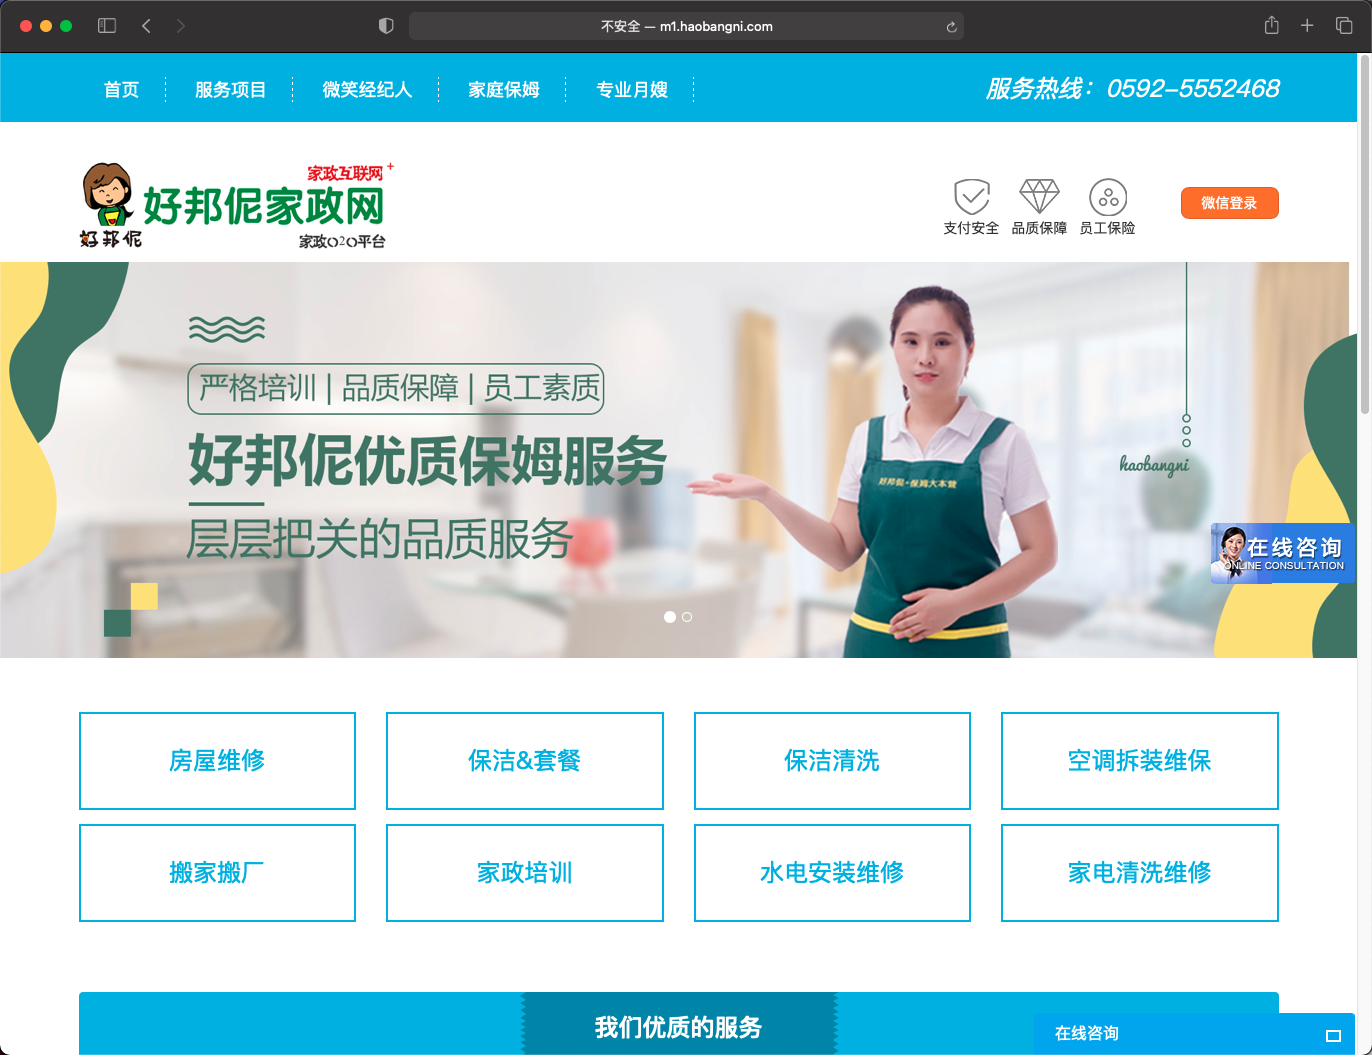 不安全 — m1.haobangni.com
首页 服务项目 微笑经纪人 家庭保姆 专业月嫂 服务热线：0592-5552468
家政互联网+
好邦伲家政网
好邦伲 家政O2O平台
支付安全 品质保障 员工保险 微信登录
严格培训 | 品质保障 | 员工素质
好邦伲优质保姆服务
层层把关的品质服务
好邦伲·保姆大本营
haobangni
在线咨询
ONLINE CONSULTATION
房屋维修 保洁&套餐 保洁清洗 空调拆装维保
搬家搬厂 家政培训 水电安装维修 家电清洗维修
我们优质的服务
在线咨询